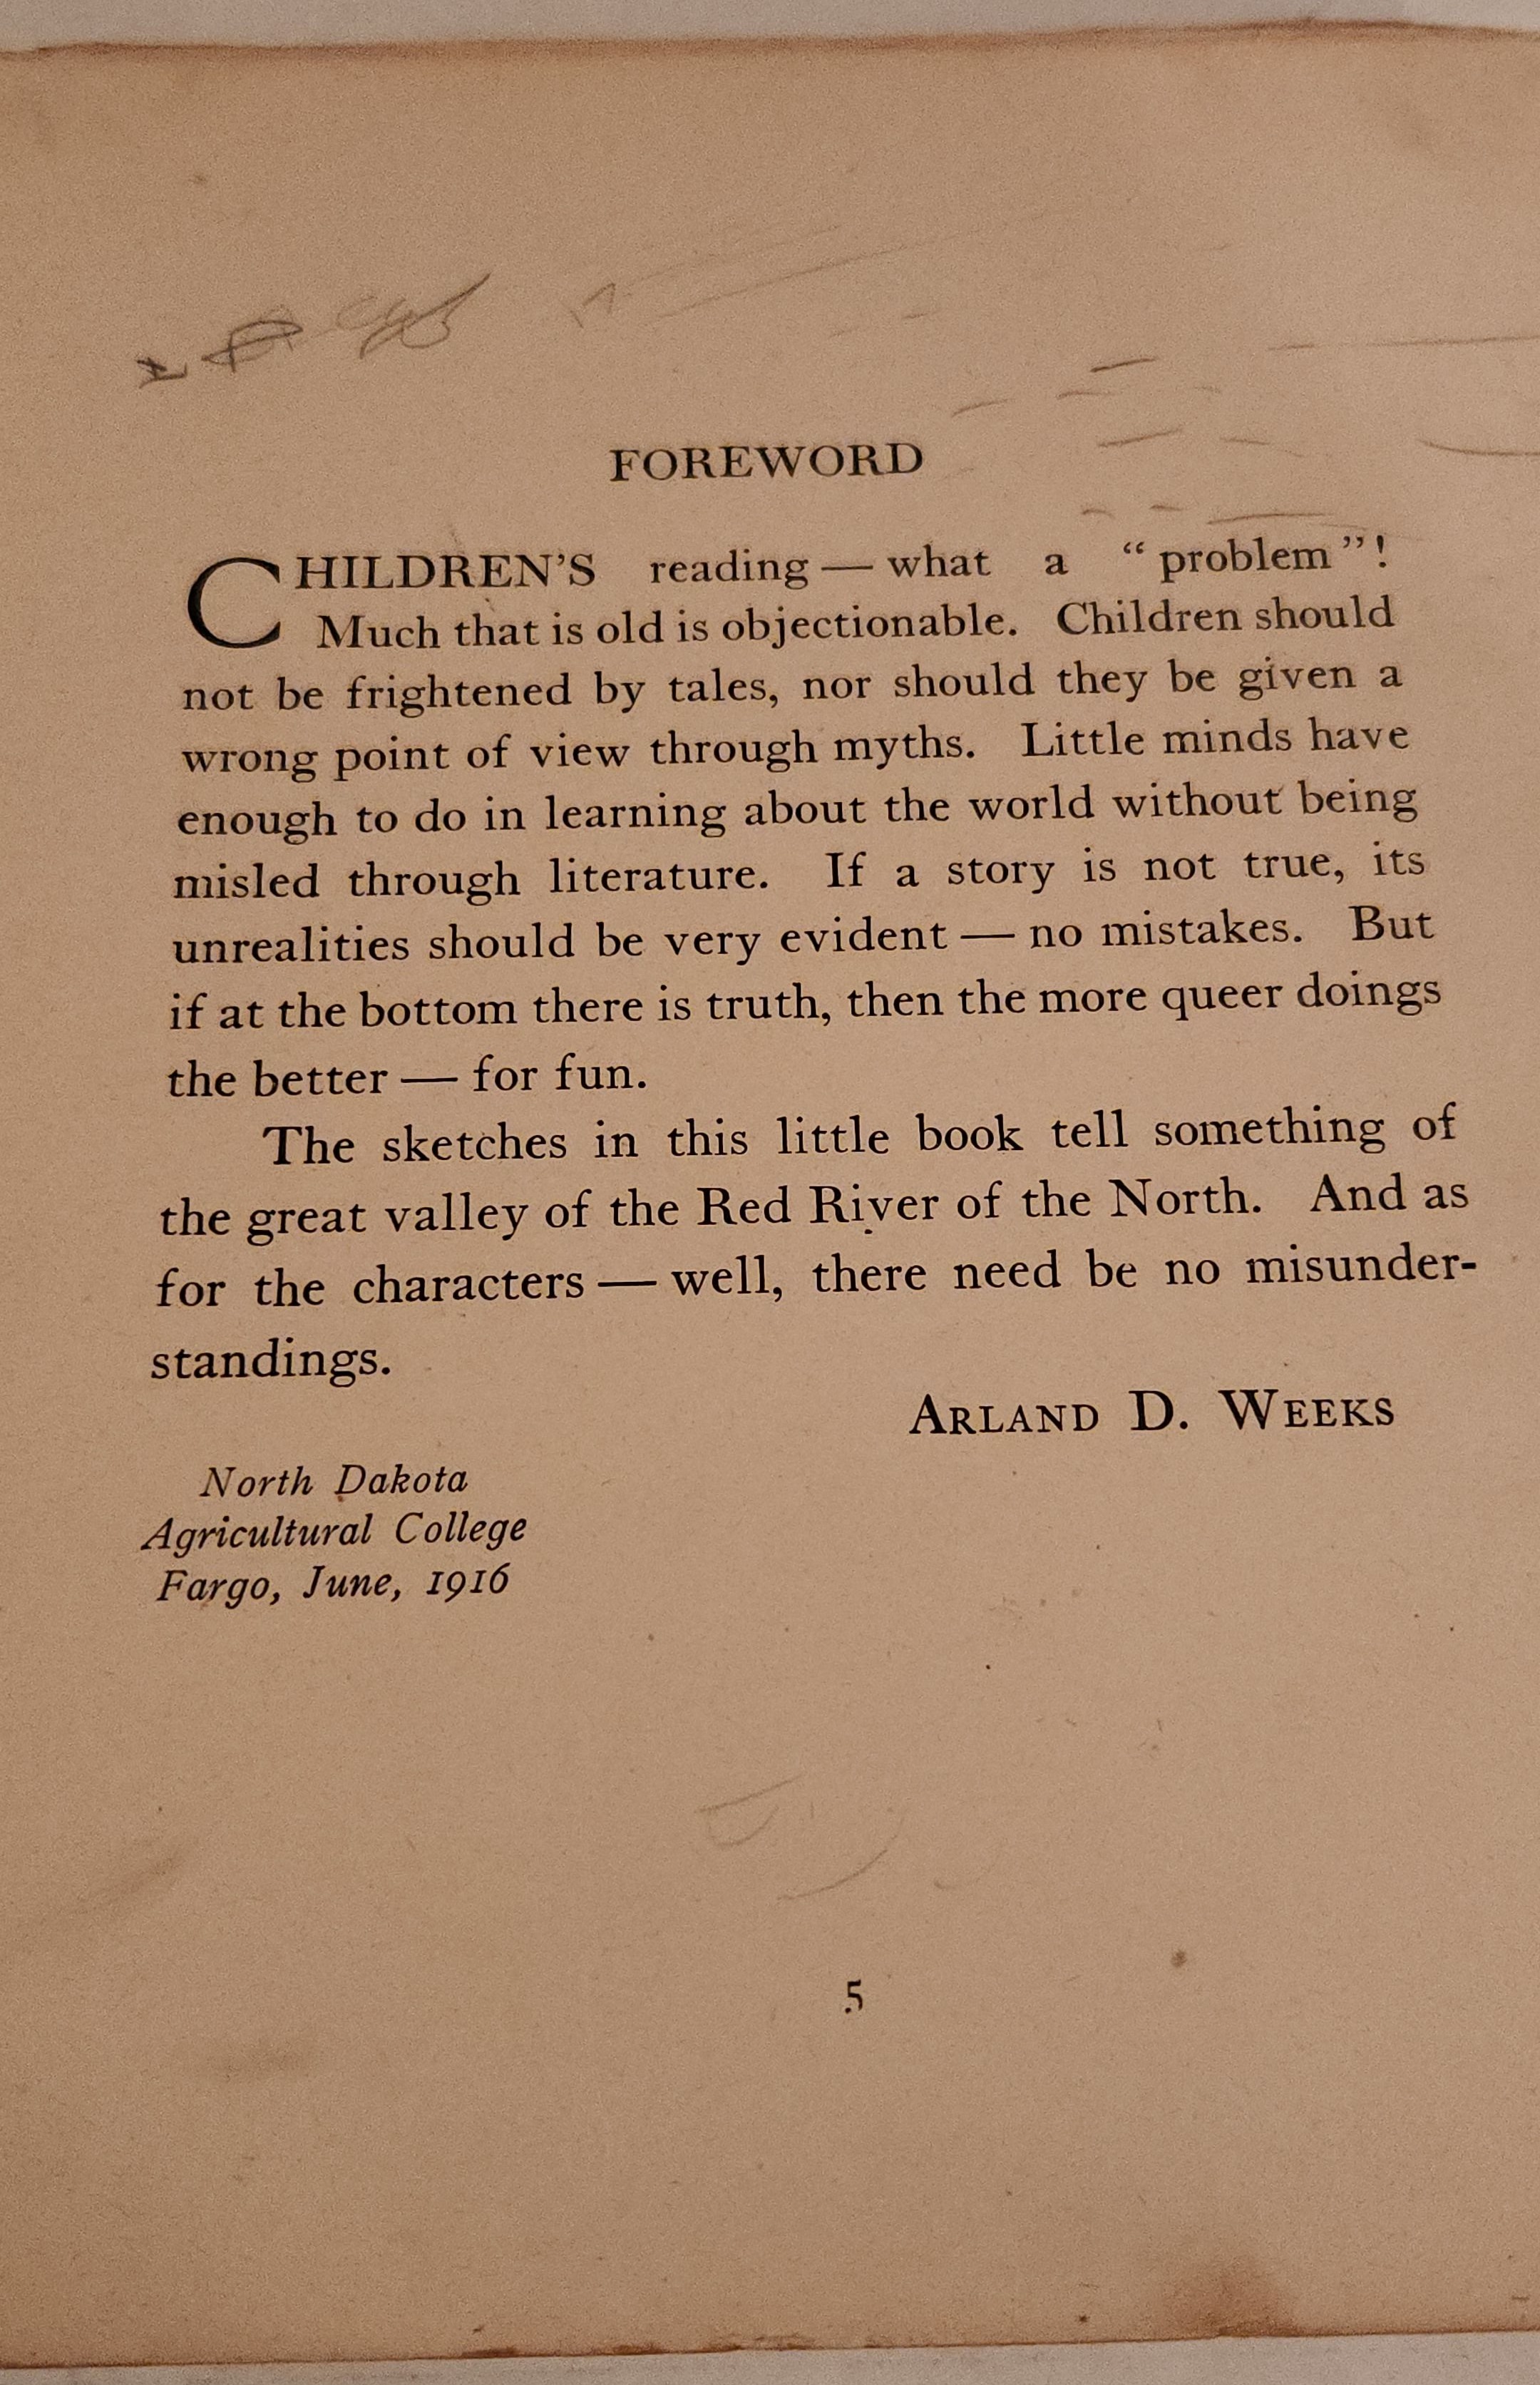 FOREWORD
CHILDREN'S reading — what a “problem”!
Much that is old is objectionable. Children should
not be frightened by tales, nor should they be given a
wrong point of view through myths. Little minds have
enough to do in learning about the world without being
misled through literature. If a story is not true, its
unrealities should be very evident — no mistakes. But
if at the bottom there is truth, then the more queer doings
the better — for fun.
The sketches in this little book tell something of
the great valley of the Red River of the North. And as
for the characters — well, there need be no misunder-
standings.
ARLAND D. WEEKS
North Dakota
Agricultural College
Fargo, June, 1916
5